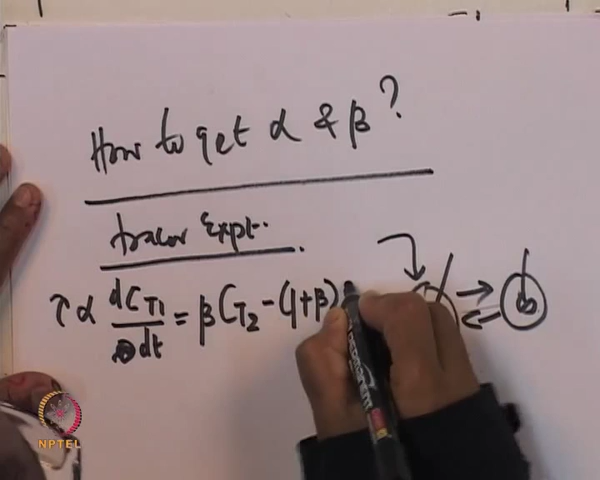 How to get α & β?
tracer Expt.
τα dC_T1/dt = β C_T2 - (1+β)
NPTEL